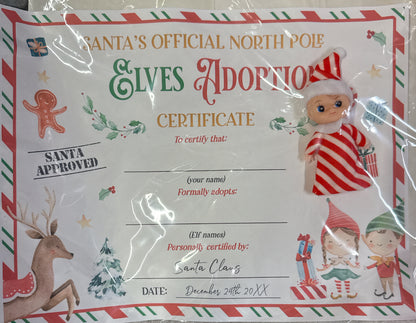 SANTA'S OFFICIAL NORTH POLE
ELVES ADOPTION
CERTIFICATE
To certify that:
SANTA
APPROVED
(your name)
Formally adopts:
(Elf names)
Personally certified by:
Santa Claus
DATE: December 24th 20XX